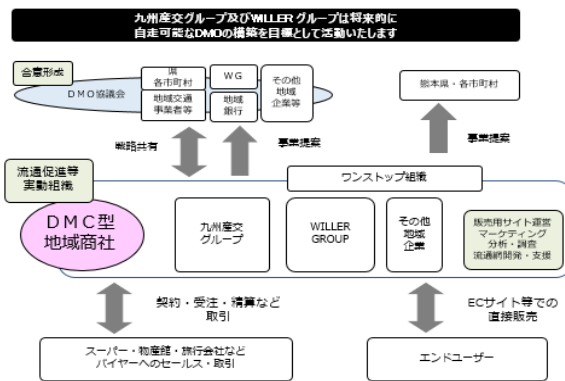 九州産交グループ及びWILLER グループは将来的に
自走可能なDMOの構築を目標として活動いたします
合意形成
DMO協議会
県
各市町村
地域交通
事業者等
WG
地域
銀行
その他
地域
企業等
熊本県・各市町村
戦略共有
事業提案
事業提案
流通促進等
実動組織
ワンストップ組織
DMC型
地域商社
九州産交
グループ
WILLER
GROUP
その他
地域
企業
販売用サイト運営
マーケティング
分析・調査
流通網開発・支援
契約・受注・精算など
取引
ECサイト等での
直接販売
スーパー・物産館・旅行会社など
バイヤーへのセールス・取引
エンドユーザー